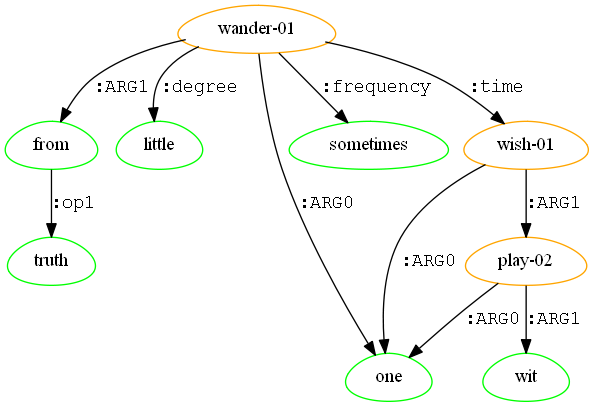 wander-01
:ARG1
:degree
:frequency
:time
from
little
sometimes
wish-01
:op1
:ARG0
:ARG0
:ARG1
truth
play-02
:ARG0
:ARG1
one
wit